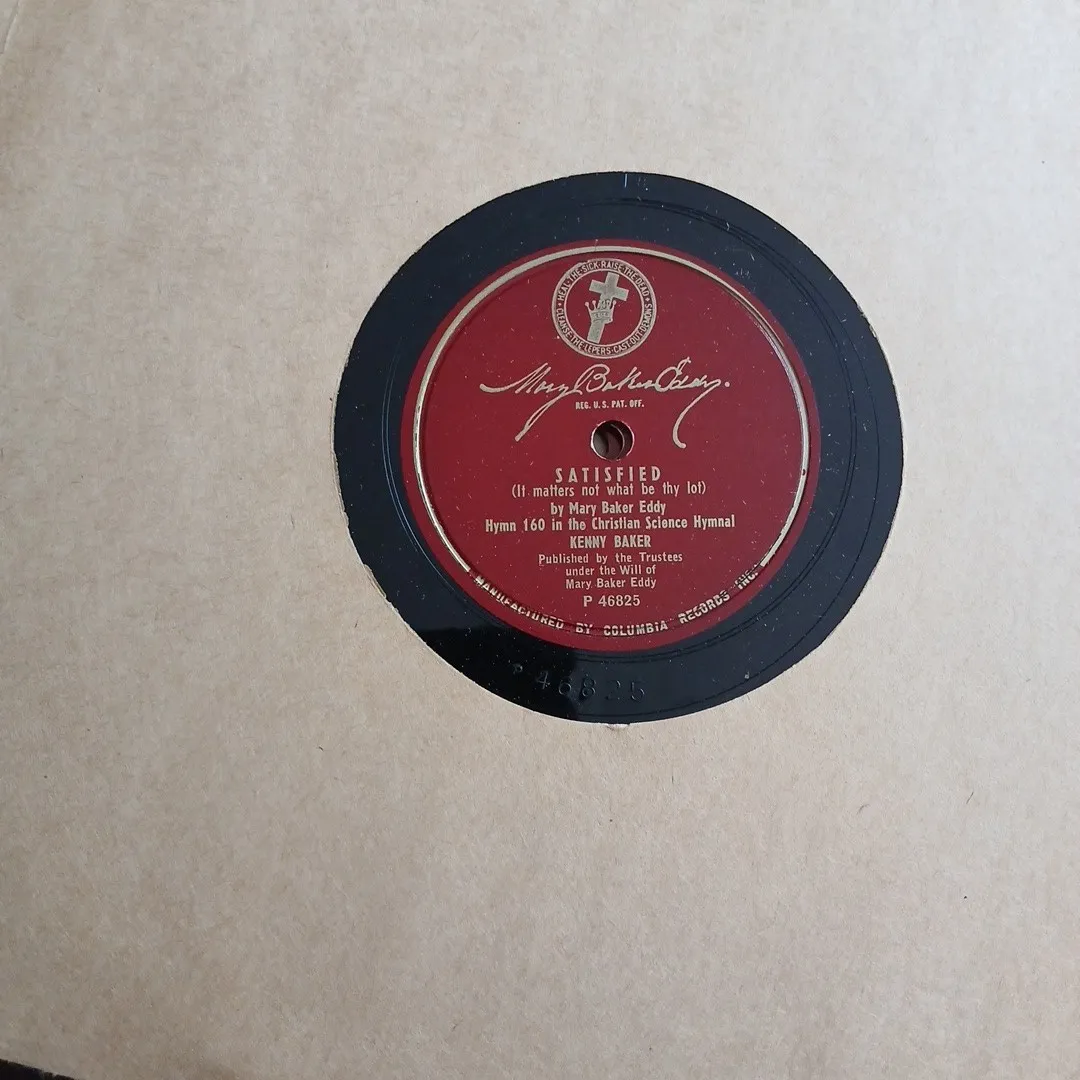 HEAL·THE·SICK·RAISE·THE·DEAD·
CLEANSE·THE·LEPERS·CAST·OUT·DEMONS·
Mary Baker Eddy.
REG. U. S. PAT. OFF.
SATISFIED
(It matters not what be thy lot)
by Mary Baker Eddy
Hymn 160 in the Christian Science Hymnal
KENNY BAKER
Published by the Trustees
under the Will of
Mary Baker Eddy
P 46825
MANUFACTURED BY COLUMBIA RECORDS INC.
P 46825